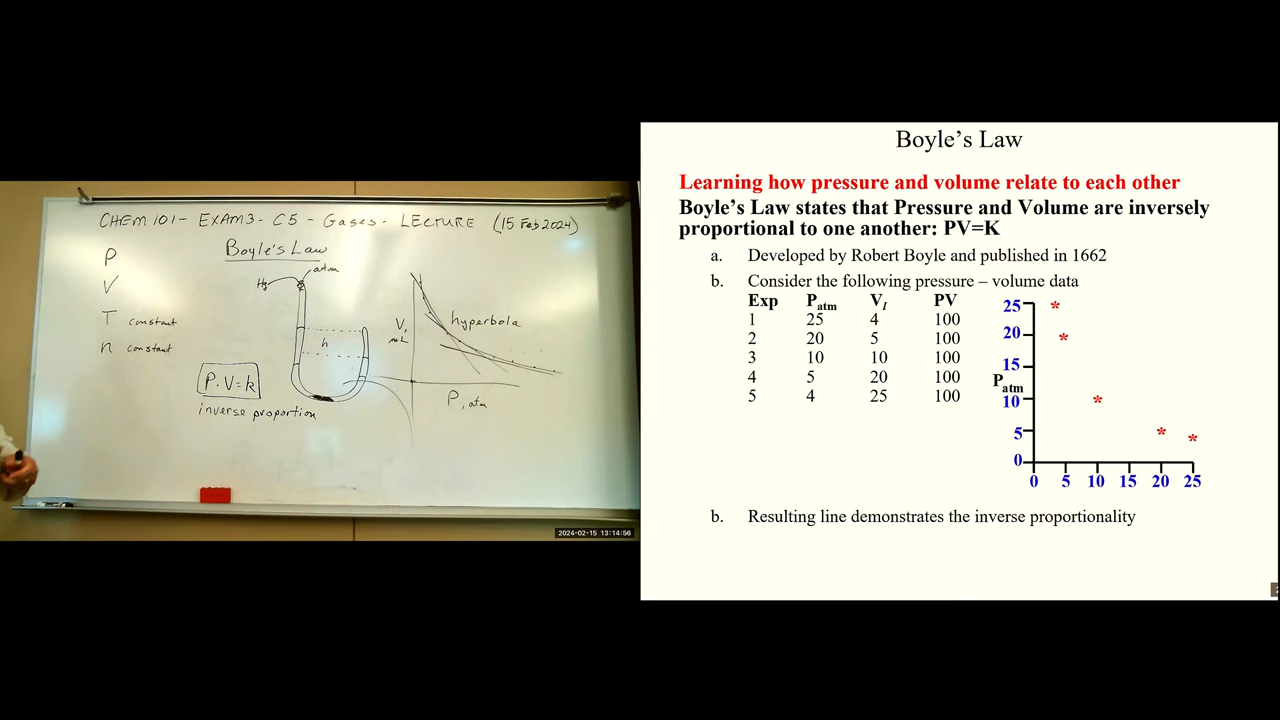 CHEM 101 - EXAM 3 - C5 - Gases - LECTURE (15 Feb 2024)
Boyle's Law
P
V
T constant
n constant
Hg
atm
h
P·V=k
inverse proportion
V, mL
hyperbola
P, atm
2024-02-15 13:14:56
Boyle's Law
Learning how pressure and volume relate to each other
Boyle's Law states that Pressure and Volume are inversely
proportional to one another: PV=K
a. Developed by Robert Boyle and published in 1662
b. Consider the following pressure – volume data
Exp Patm Vl PV
1 25 4 100
2 20 5 100
3 10 10 100
4 5 20 100
5 4 25 100
25
20
15
Patm
10
5
0
0 5 10 15 20 25
b. Resulting line demonstrates the inverse proportionality